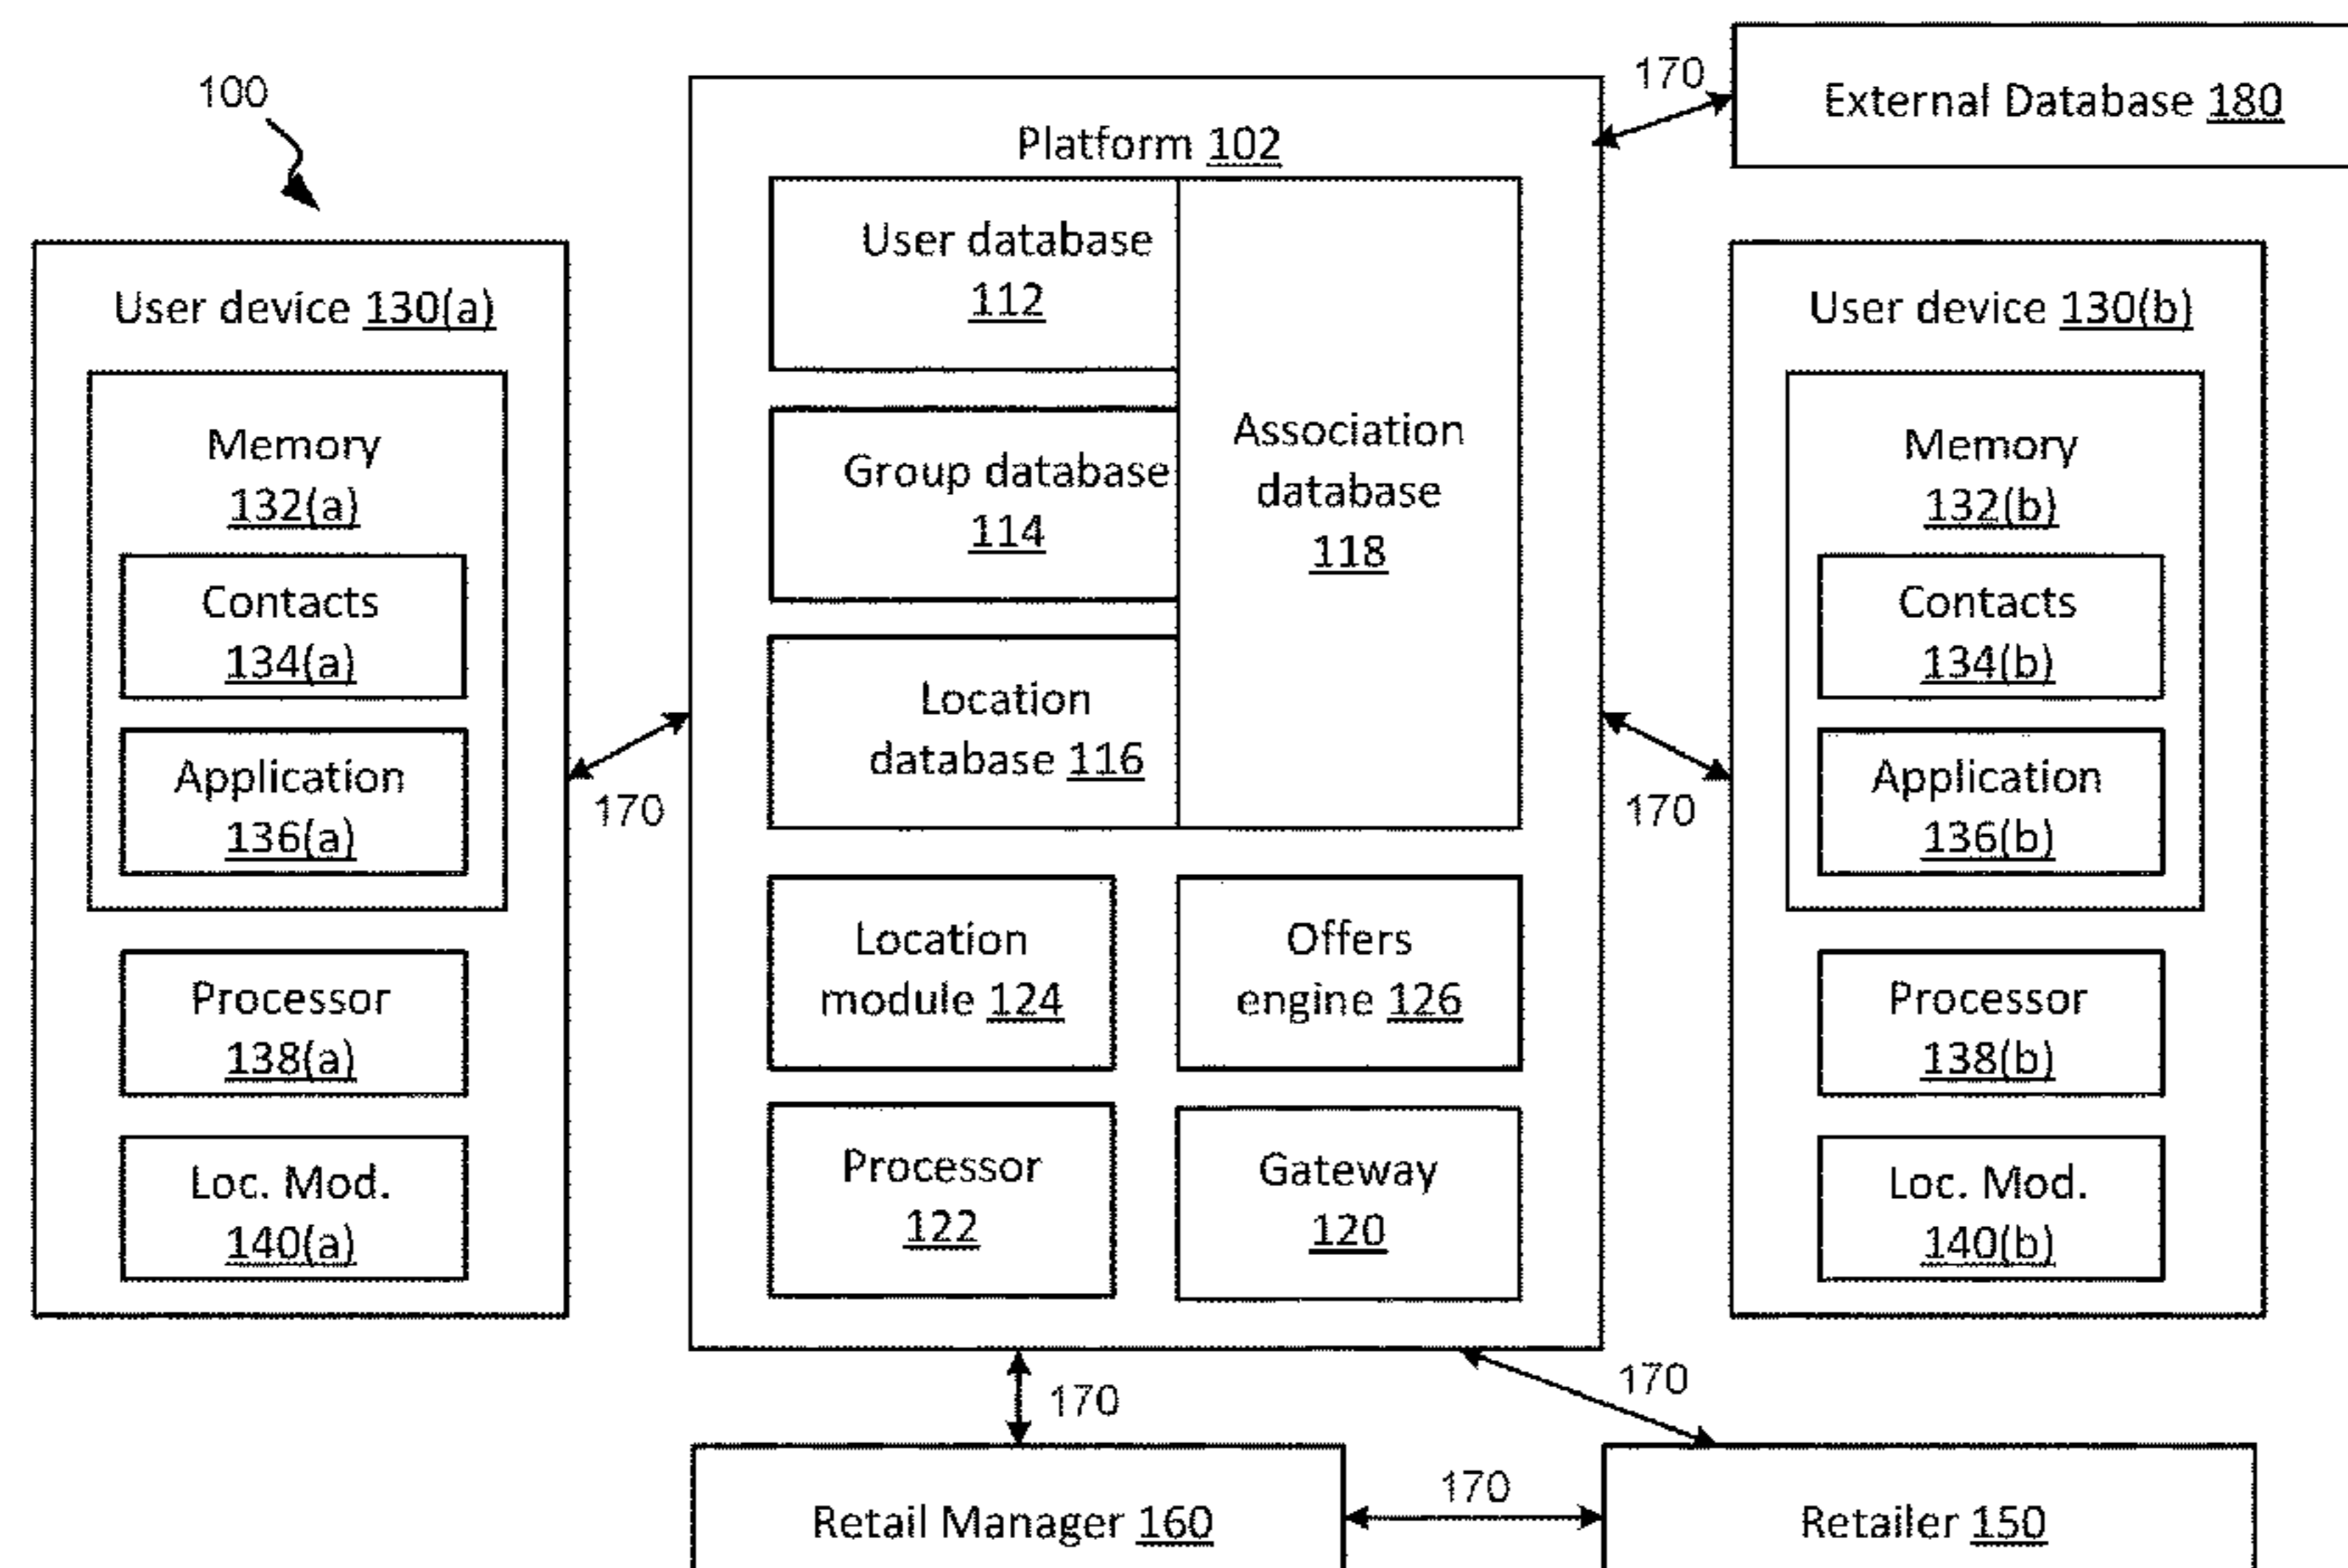 100
User device 130(a)
Memory
132(a)
Contacts
134(a)
Application
136(a)
Processor
138(a)
Loc. Mod.
140(a)
170
Platform 102
User database
112
Group database
114
Location
database 116
Association
database
118
Location
module 124
Offers
engine 126
Processor
122
Gateway
120
170
External Database 180
170
User device 130(b)
Memory
132(b)
Contacts
134(b)
Application
136(b)
Processor
138(b)
Loc. Mod.
140(b)
170
170
Retail Manager 160
170
Retailer 150